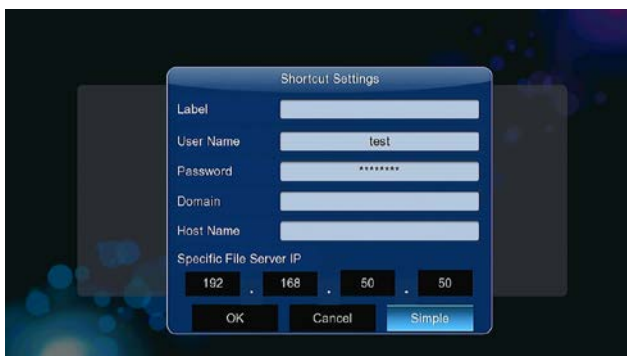 Shortcut Settings
Label
User Name test
Password ********
Domain
Host Name
Specific File Server IP
192 . 168 . 50 . 50
OK Cancel Simple